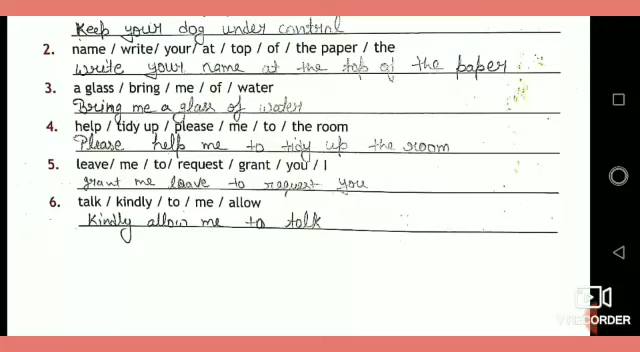 Keep your dog under control
2. name / write/ your/ at / top / of / the paper / the
Write your name at the top of the paper
3. a glass / bring / me / of / water
Bring me a glass of water
4. help / tidy up / please / me / to / the room
Please help me to tidy up the room
5. leave/ me / to/ request / grant / you / I
grant me leave to request you
6. talk / kindly / to / me / allow
Kindly allow me to talk
RECORDER